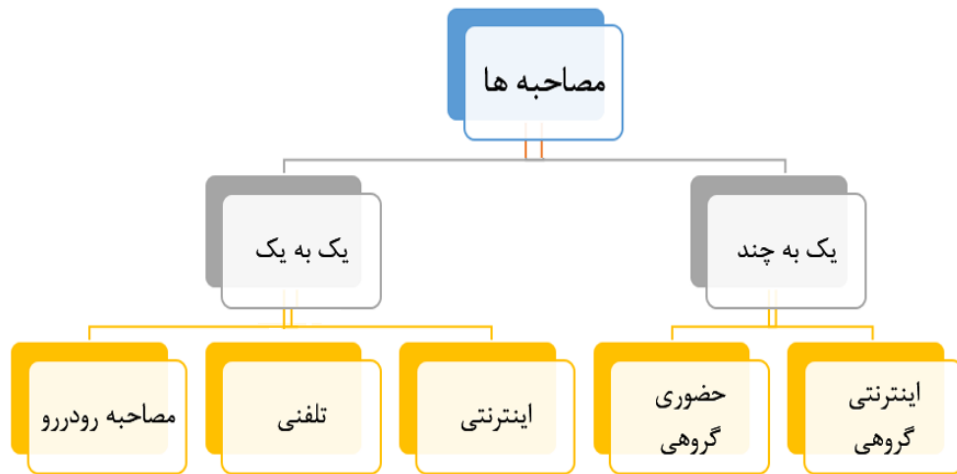 مصاحبه ها
یک به چند
یک به یک
اینترنتی
گروهی
حضوری
گروهی
اینترنتی
تلفنی
مصاحبه رودررو